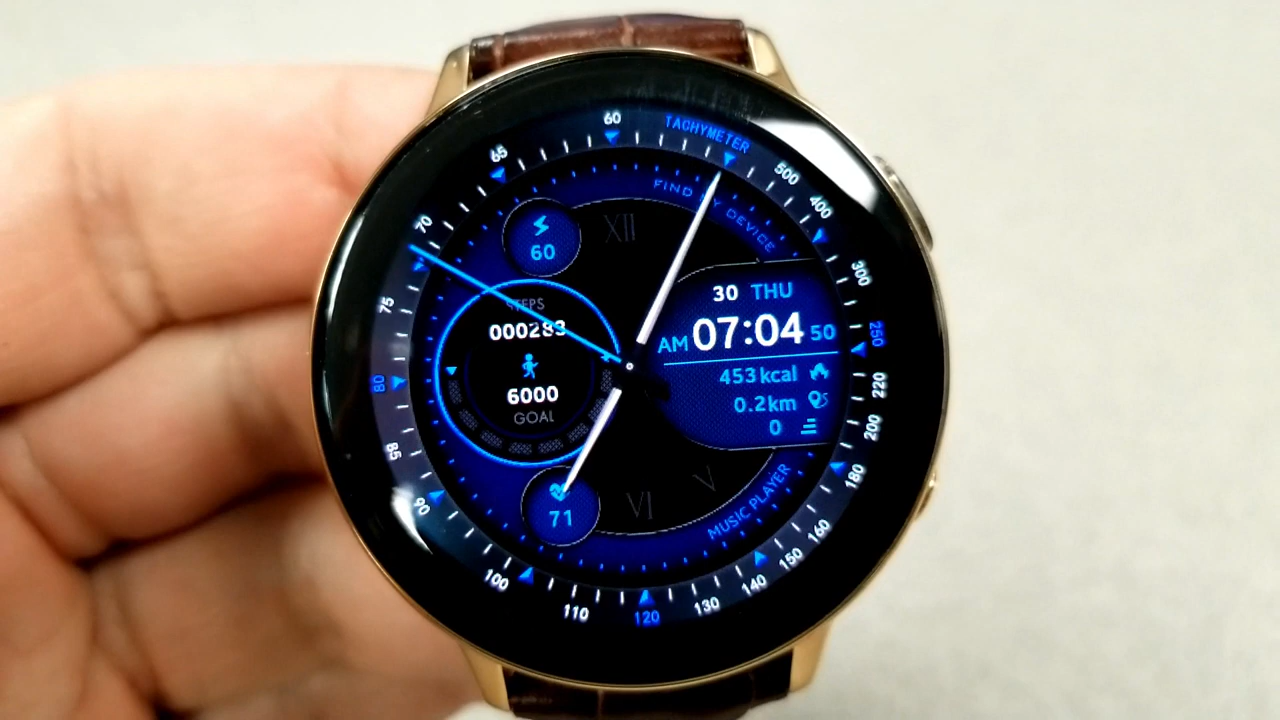 60
TACHYMETER
65
500
400
70
FIND MY DEVICE
XII
60
300
75
STEPS
30 THU
000283
AM 07:04 50
250
80
453 kcal
220
6000
0.2km
GOAL
0
200
85
180
VI
V
90
71
MUSIC PLAYER
160
150
100
140
110
120
130